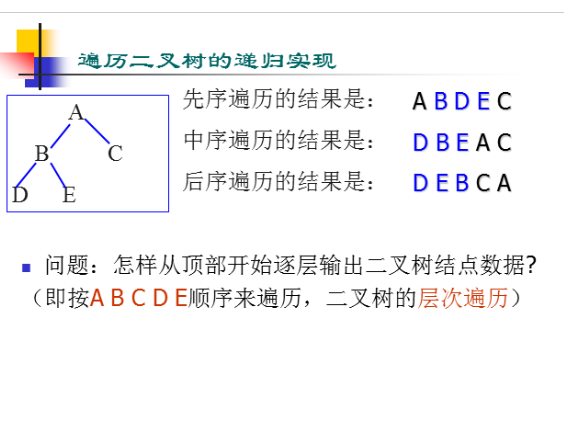 遍历二叉树的递归实现
先序遍历的结果是： A B D E C
中序遍历的结果是： D B E A C
后序遍历的结果是： D E B C A
A
B C
D E
问题：怎样从顶部开始逐层输出二叉树结点数据?
（即按A B C D E顺序来遍历，二叉树的层次遍历）